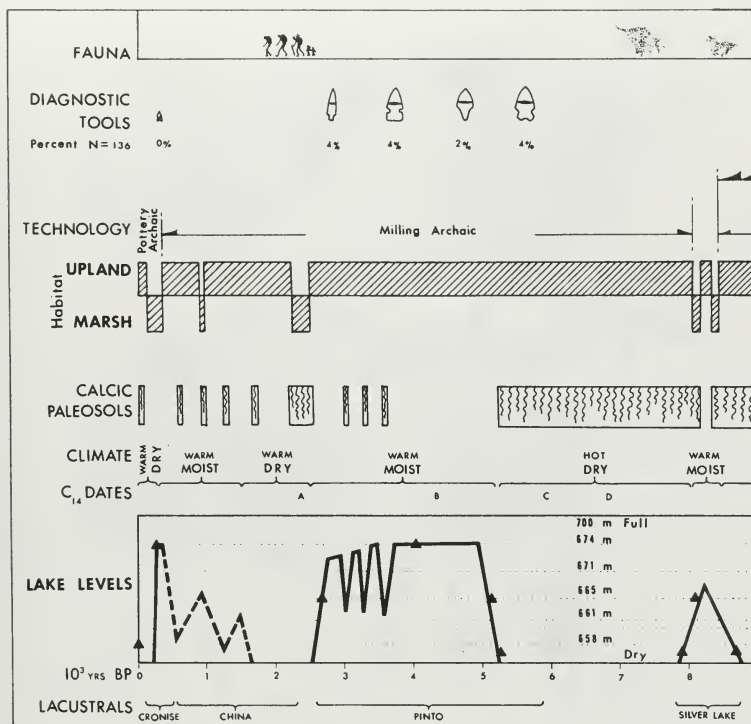 FAUNA
DIAGNOSTIC
TOOLS
Percent N = 136 0% 4% 4% 2% 4%
TECHNOLOGY Pottery Archaic Milling Archaic
Habitat
UPLAND
MARSH
CALCIC
PALEOSOLS
CLIMATE WARM DRY WARM MOIST WARM DRY WARM MOIST HOT DRY WARM MOIST
C14 DATES A B C D
700 m Full
674 m
671
LAKE LEVELS 665 m
661
658 m
Dry
10³ YRS BP 0 1 2 3 4 5 6 7 8
LACUSTRALS CRONISE CHINA PINTO SILVER LAKE